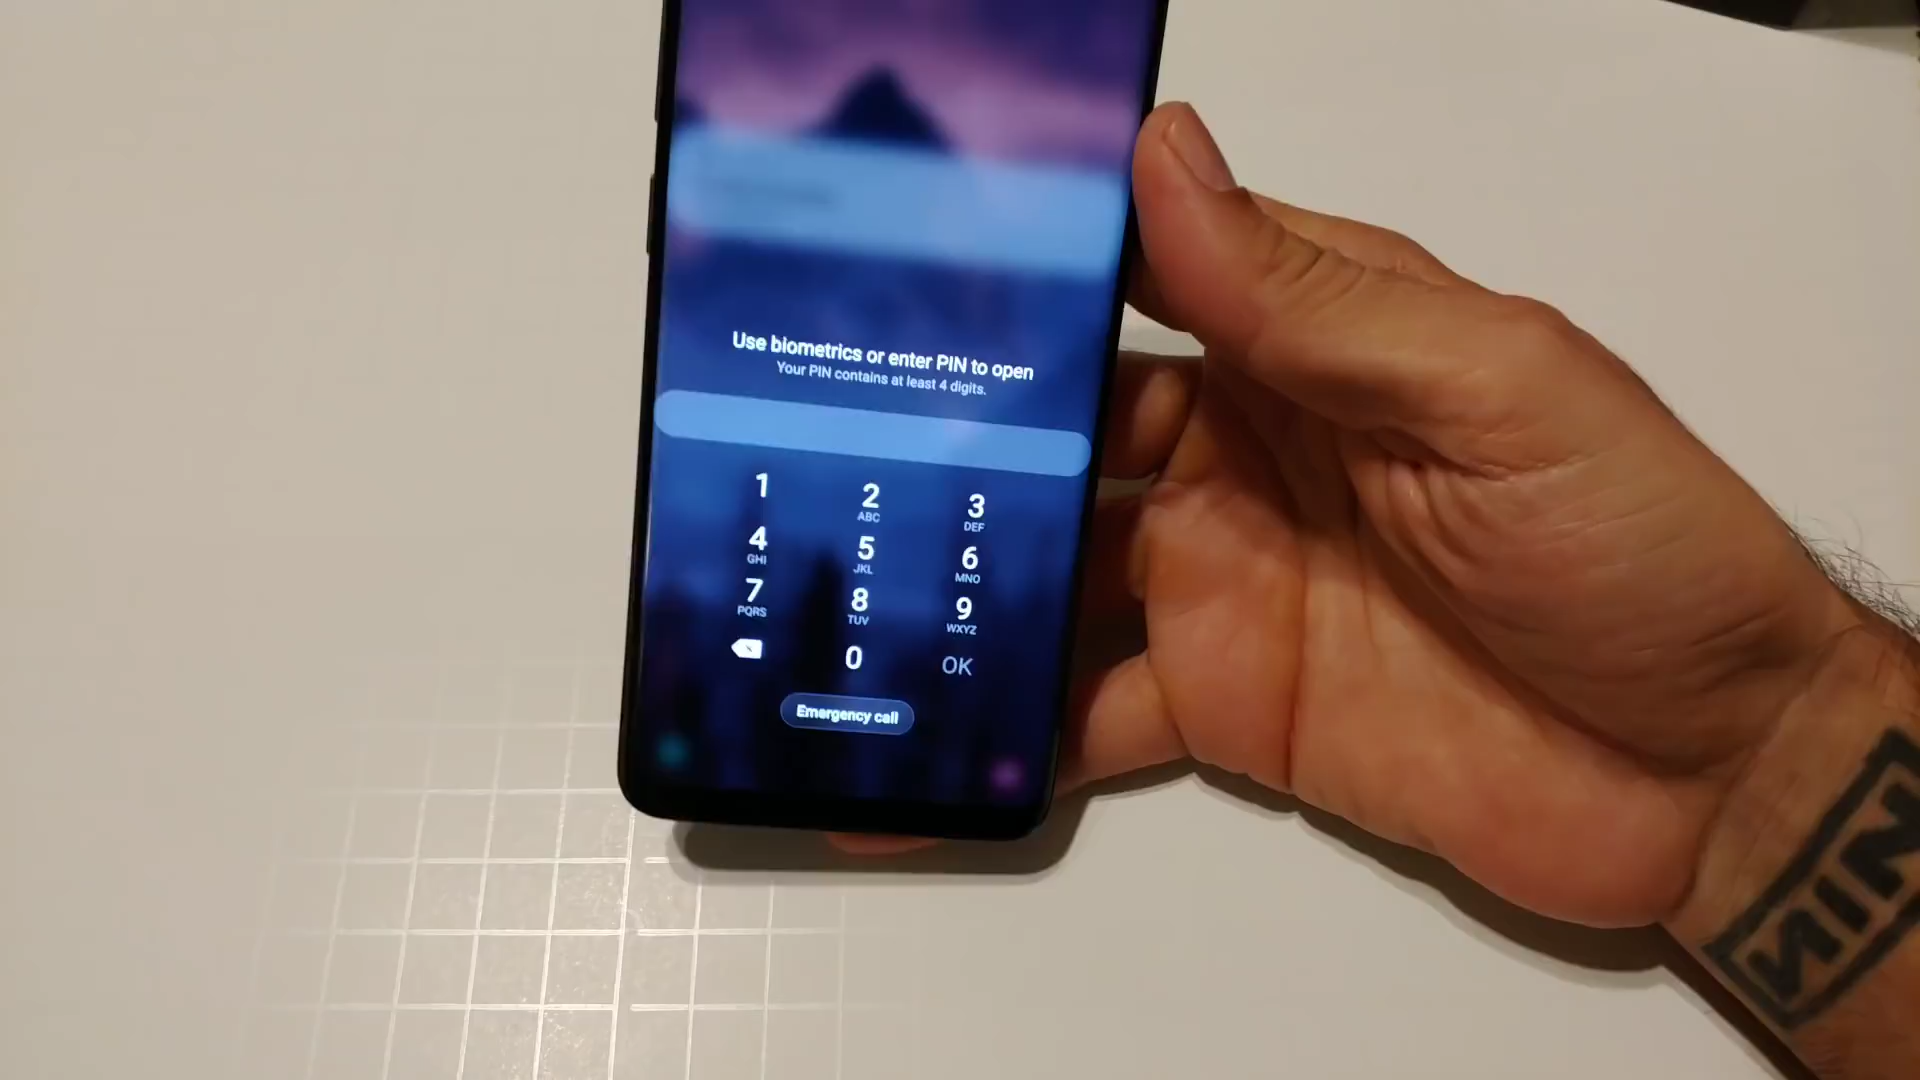 Use biometrics or enter PIN to open
Your PIN contains at least 4 digits.
1 2 3
ABC DEF
4 5 6
GHI JKL MNO
7 8 9
PQRS TUV WXYZ
0 OK
Emergency call
NIN